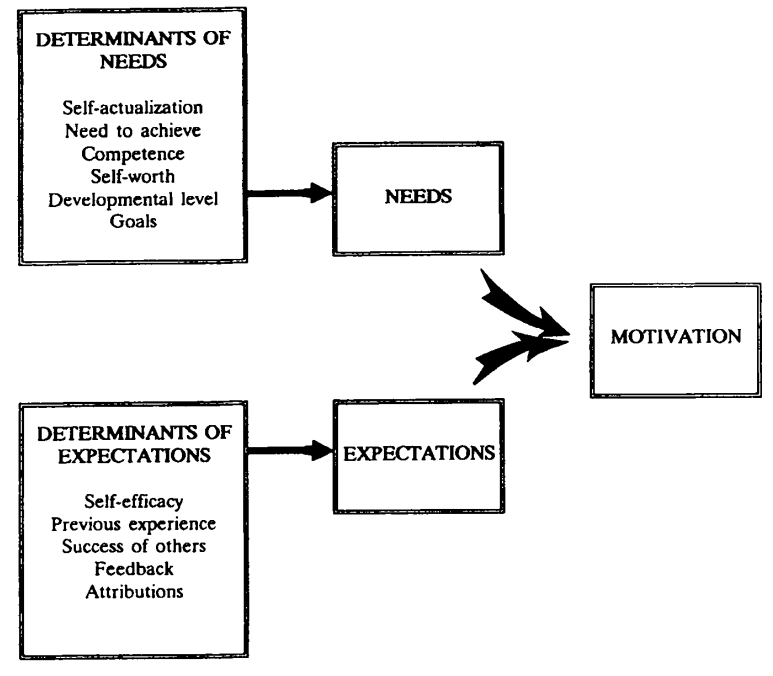 DETERMINANTS OF
NEEDS
Self-actualization
Need to achieve
Competence
Self-worth
Developmental level
Goals
NEEDS
MOTIVATION
DETERMINANTS OF
EXPECTATIONS
Self-efficacy
Previous experience
Success of others
Feedback
Attributions
EXPECTATIONS